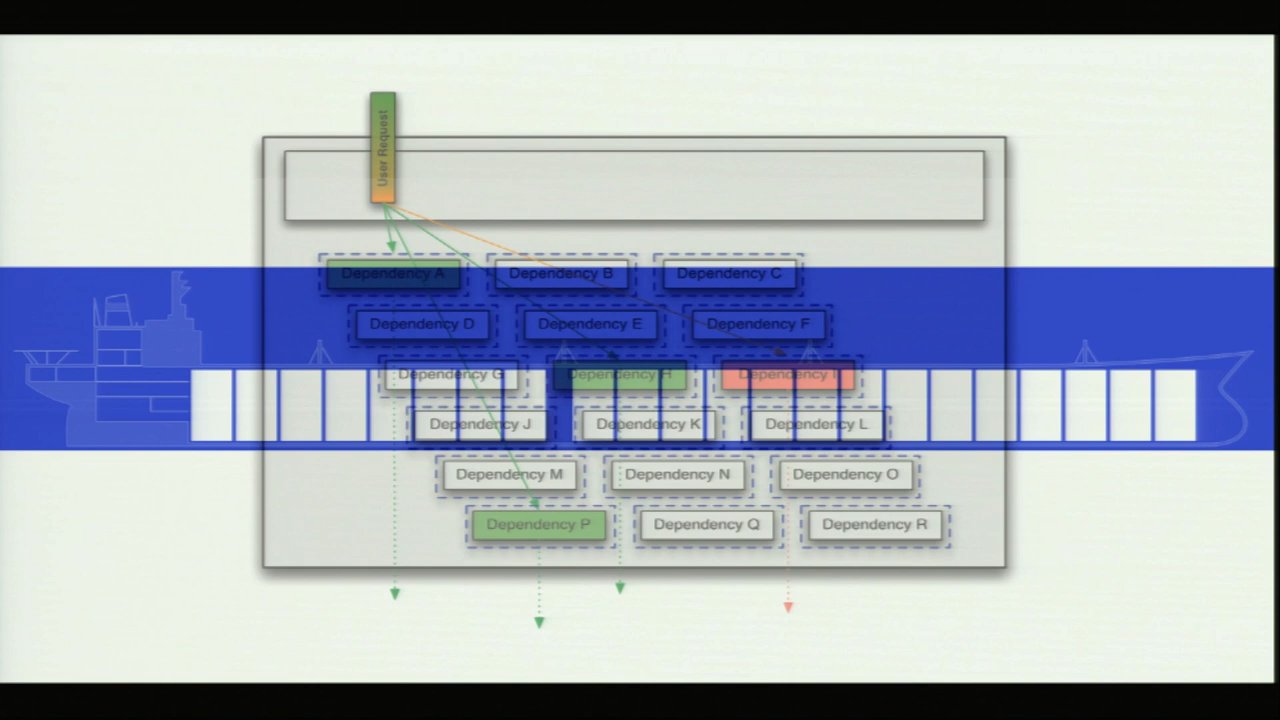 User Request
Dependency A
Dependency B
Dependency C
Dependency D
Dependency E
Dependency F
Dependency G
Dependency H
Dependency I
Dependency J
Dependency K
Dependency L
Dependency M
Dependency N
Dependency O
Dependency P
Dependency Q
Dependency R